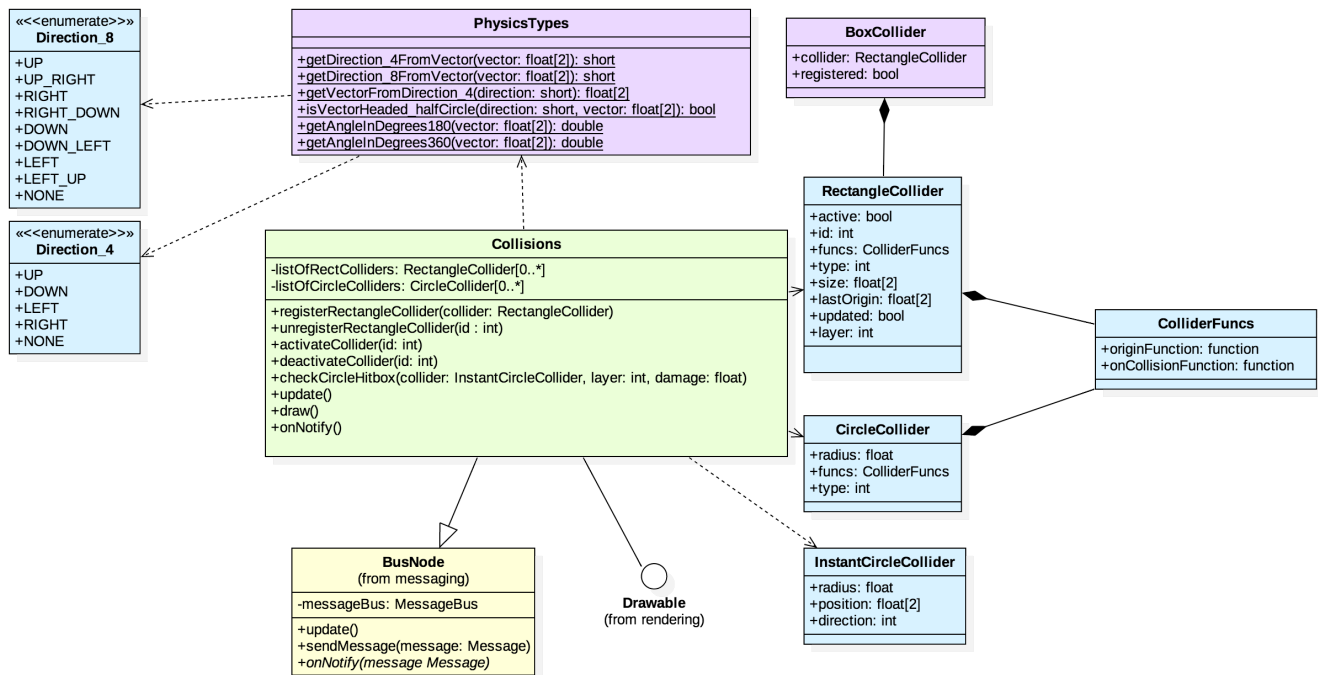 «<<enumerate>>»
Direction_8
+UP
+UP_RIGHT
+RIGHT
+RIGHT_DOWN
+DOWN
+DOWN_LEFT
+LEFT
+LEFT_UP
+NONE
«<<enumerate>>»
Direction_4
+UP
+DOWN
+LEFT
+RIGHT
+NONE
PhysicsTypes
+getDirection_4FromVector(vector: float[2]): short
+getDirection_8FromVector(vector: float[2]): short
+getVectorFromDirection_4(direction: short): float[2]
+isVectorHeaded_halfCircle(direction: short, vector: float[2]): bool
+getAngleInDegrees180(vector: float[2]): double
+getAngleInDegrees360(vector: float[2]): double
BoxCollider
+collider: RectangleCollider
+registered: bool
Collisions
-listOfRectColliders: RectangleCollider[0..*]
-listOfCircleColliders: CircleCollider[0..*]
+registerRectangleCollider(collider: RectangleCollider)
+unregisterRectangleCollider(id : int)
+activateCollider(id: int)
+deactivateCollider(id: int)
+checkCircleHitbox(collider: InstantCircleCollider, layer: int, damage: float)
+update()
+draw()
+onNotify()
RectangleCollider
+active: bool
+id: int
+funcs: ColliderFuncs
+type: int
+size: float[2]
+lastOrigin: float[2]
+updated: bool
+layer: int
ColliderFuncs
+originFunction: function
+onCollisionFunction: function
CircleCollider
+radius: float
+funcs: ColliderFuncs
+type: int
BusNode
(from messaging)
-messageBus: MessageBus
+update()
+sendMessage(message: Message)
+onNotify(message Message)
Drawable
(from rendering)
InstantCircleCollider
+radius: float
+position: float[2]
+direction: int